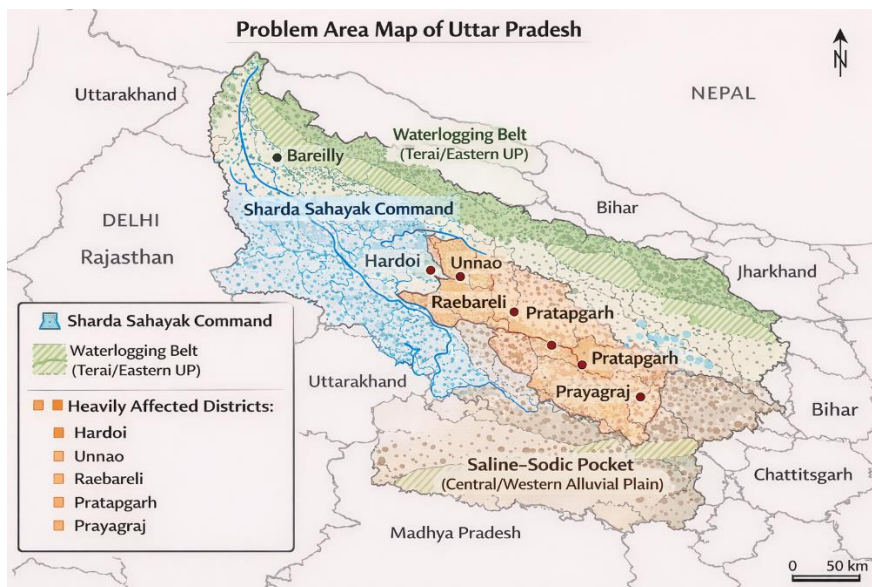 Problem Area Map of Uttar Pradesh
N
Uttarakhand
NEPAL
Waterlogging Belt
(Terai/Eastern UP)
Bareilly
DELHI
Rajasthan
Sharda Sahayak Command
Bihar
Hardoi
Unnao
Jharkhand
Raebareli
Pratapgarh
Sharda Sahayak Command
Waterlogging Belt
(Terai/Eastern UP)
Heavily Affected Districts:
Hardoi
Unnao
Raebareli
Pratapgarh
Prayagraj
Uttarakhand
Pratapgarh
Prayagraj
Bihar
Saline–Sodic Pocket
(Central/Western Alluvial Plain)
Chattitsgarh
Madhya Pradesh
0 50 km